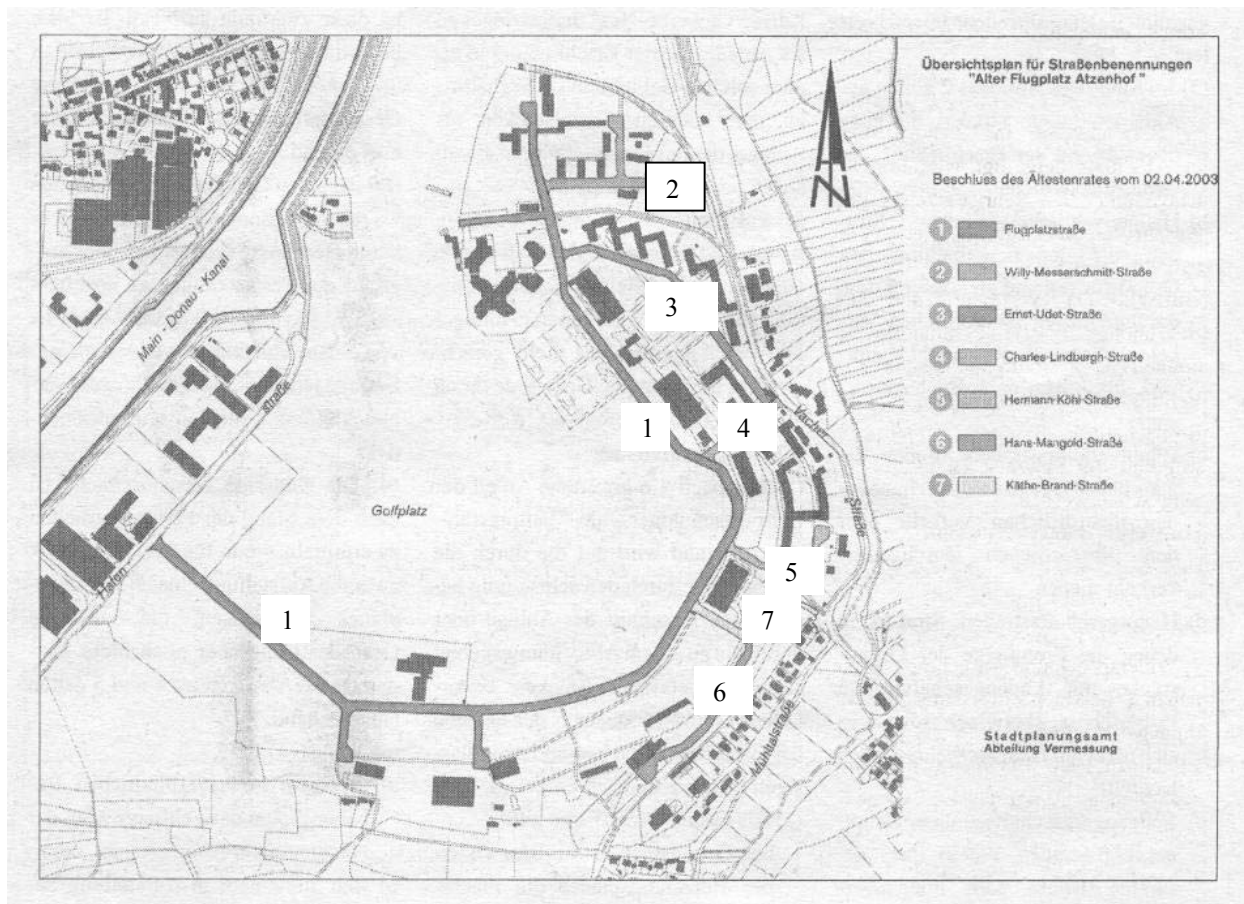 Übersichtsplan für Straßenbenennungen
"Alter Flugplatz Atzenhof "
Beschluss des Ältestenrates vom 02.04.2003
1 Flugplatzstraße
2 Willy-Messerschmitt-Straße
3 Ernst-Udet-Straße
4 Charles-Lindburgh-Straße
5 Hermann-Köhl-Straße
6 Hans-Mangold-Straße
7 Käthe-Brand-Straße
N
2
3
1
4
5
7
6
1
Main - Donau - Kanal
Hafen-
straße
Golfplatz
Vacher
Straße
Mühltalstraße
Stadtplanungsamt
Abteilung Vermessung